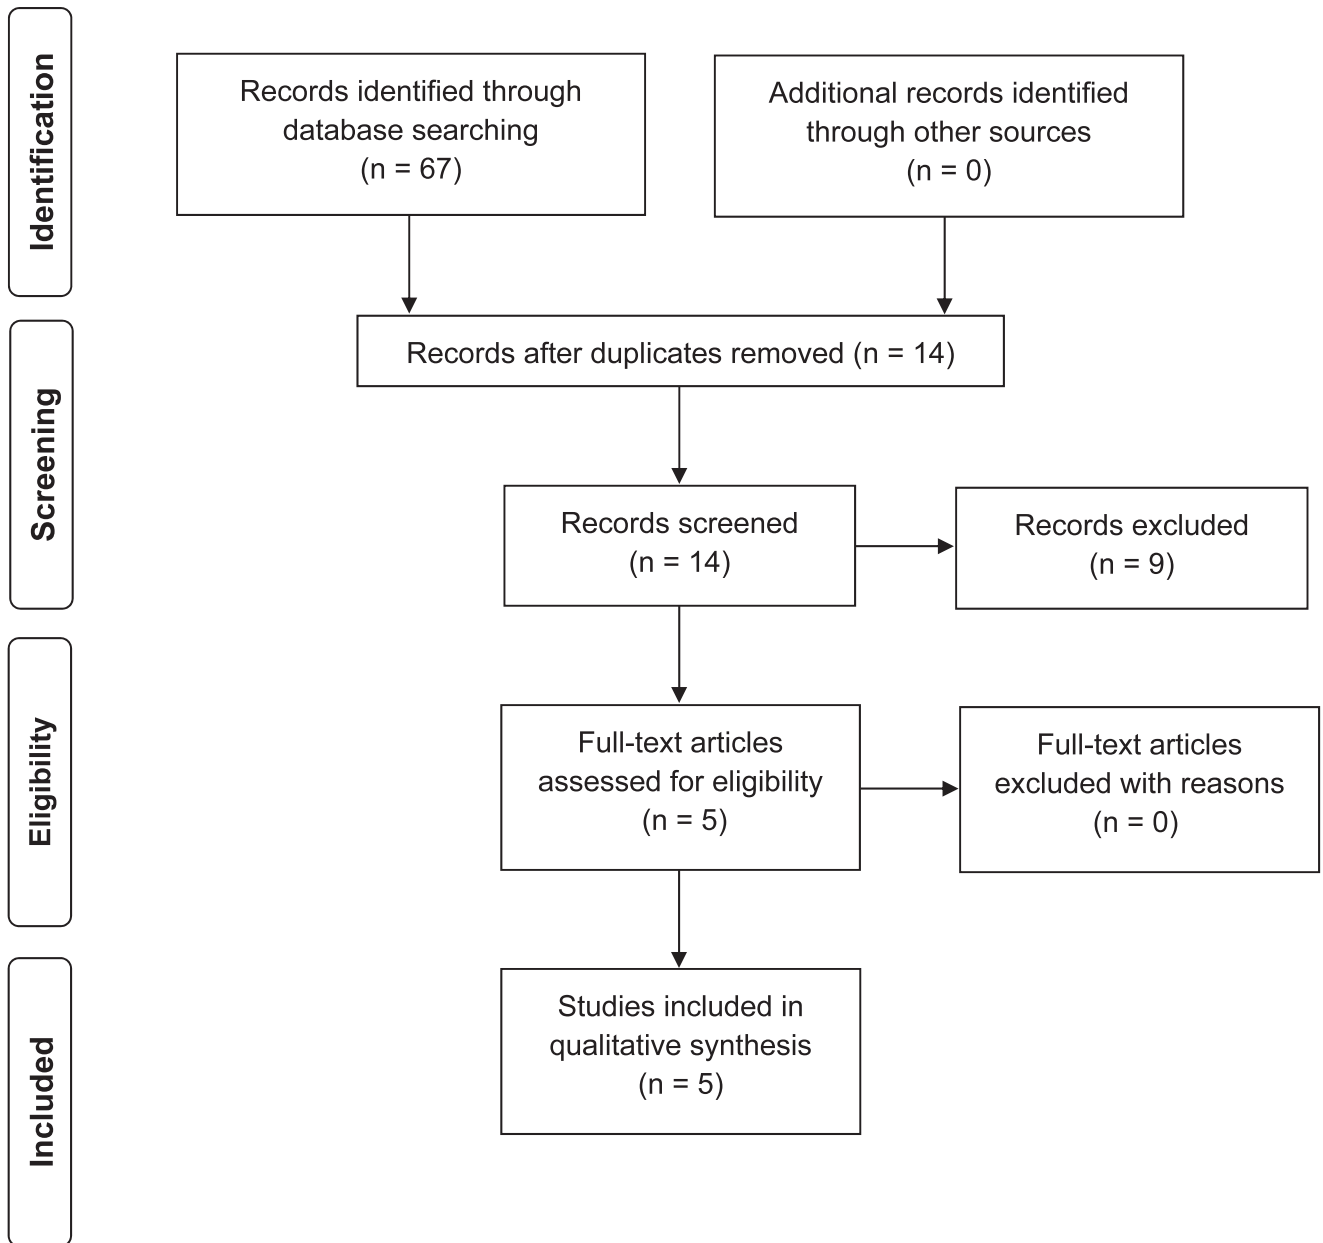 Identification
Records identified through
database searching
(n = 67)
Additional records identified
through other sources
(n = 0)
Screening
Records after duplicates removed (n = 14)
Records screened
(n = 14)
Records excluded
(n = 9)
Eligibility
Full-text articles
assessed for eligibility
(n = 5)
Full-text articles
excluded with reasons
(n = 0)
Included
Studies included in
qualitative synthesis
(n = 5)